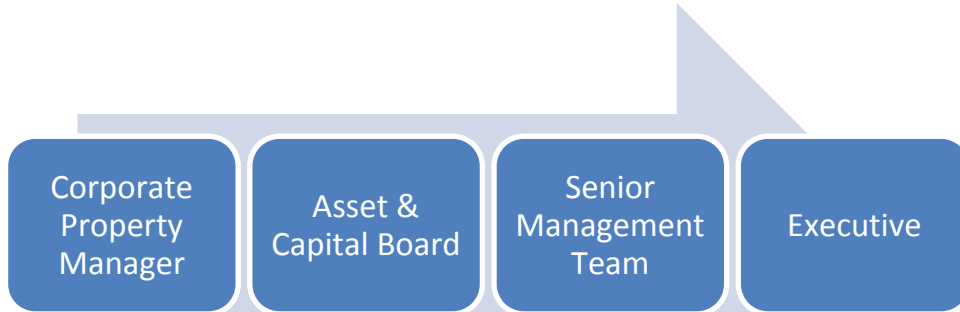 Corporate
Property
Manager
Asset &
Capital Board
Senior
Management
Team
Executive